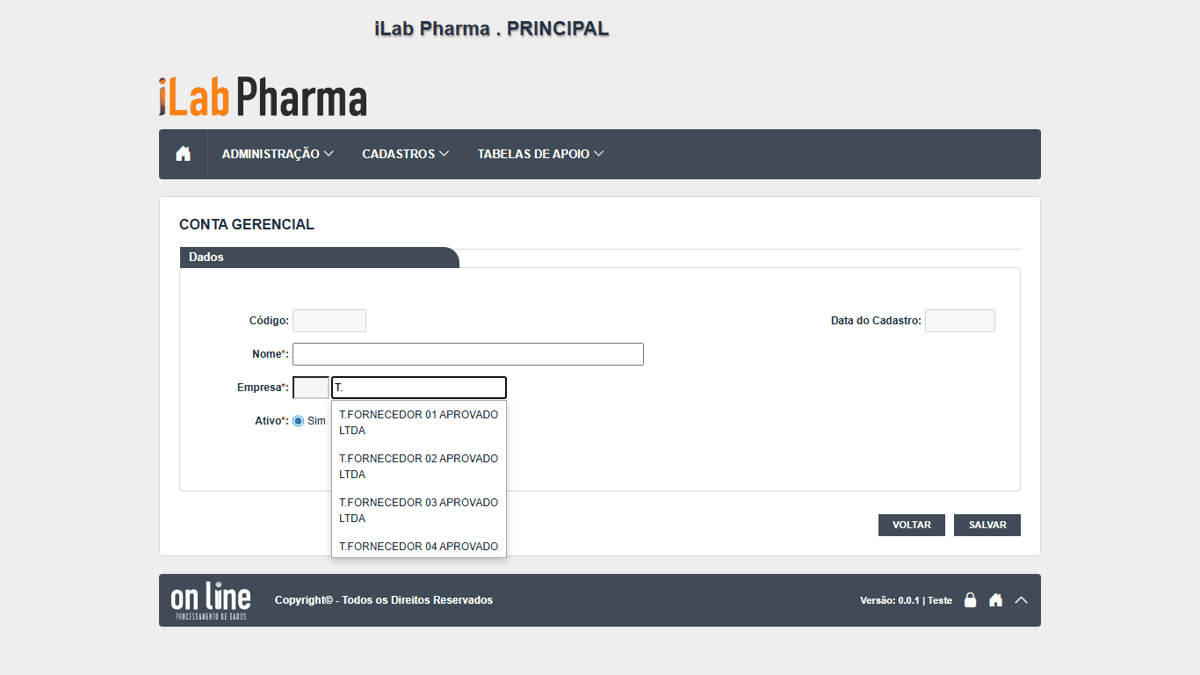 iLab Pharma . PRINCIPAL
iLab Pharma
ADMINISTRAÇÃO CADASTROS TABELAS DE APOIO
CONTA GERENCIAL
Dados
Código: Data do Cadastro:
Nome*:
Empresa*: T.
Ativo*: Sim
T.FORNECEDOR 01 APROVADO
LTDA
T.FORNECEDOR 02 APROVADO
LTDA
T.FORNECEDOR 03 APROVADO
LTDA
T.FORNECEDOR 04 APROVADO
VOLTAR SALVAR
on line
PROCESSAMENTO DE DADOS
Copyright© - Todos os Direitos Reservados
Versão: 0.0.1 | Teste